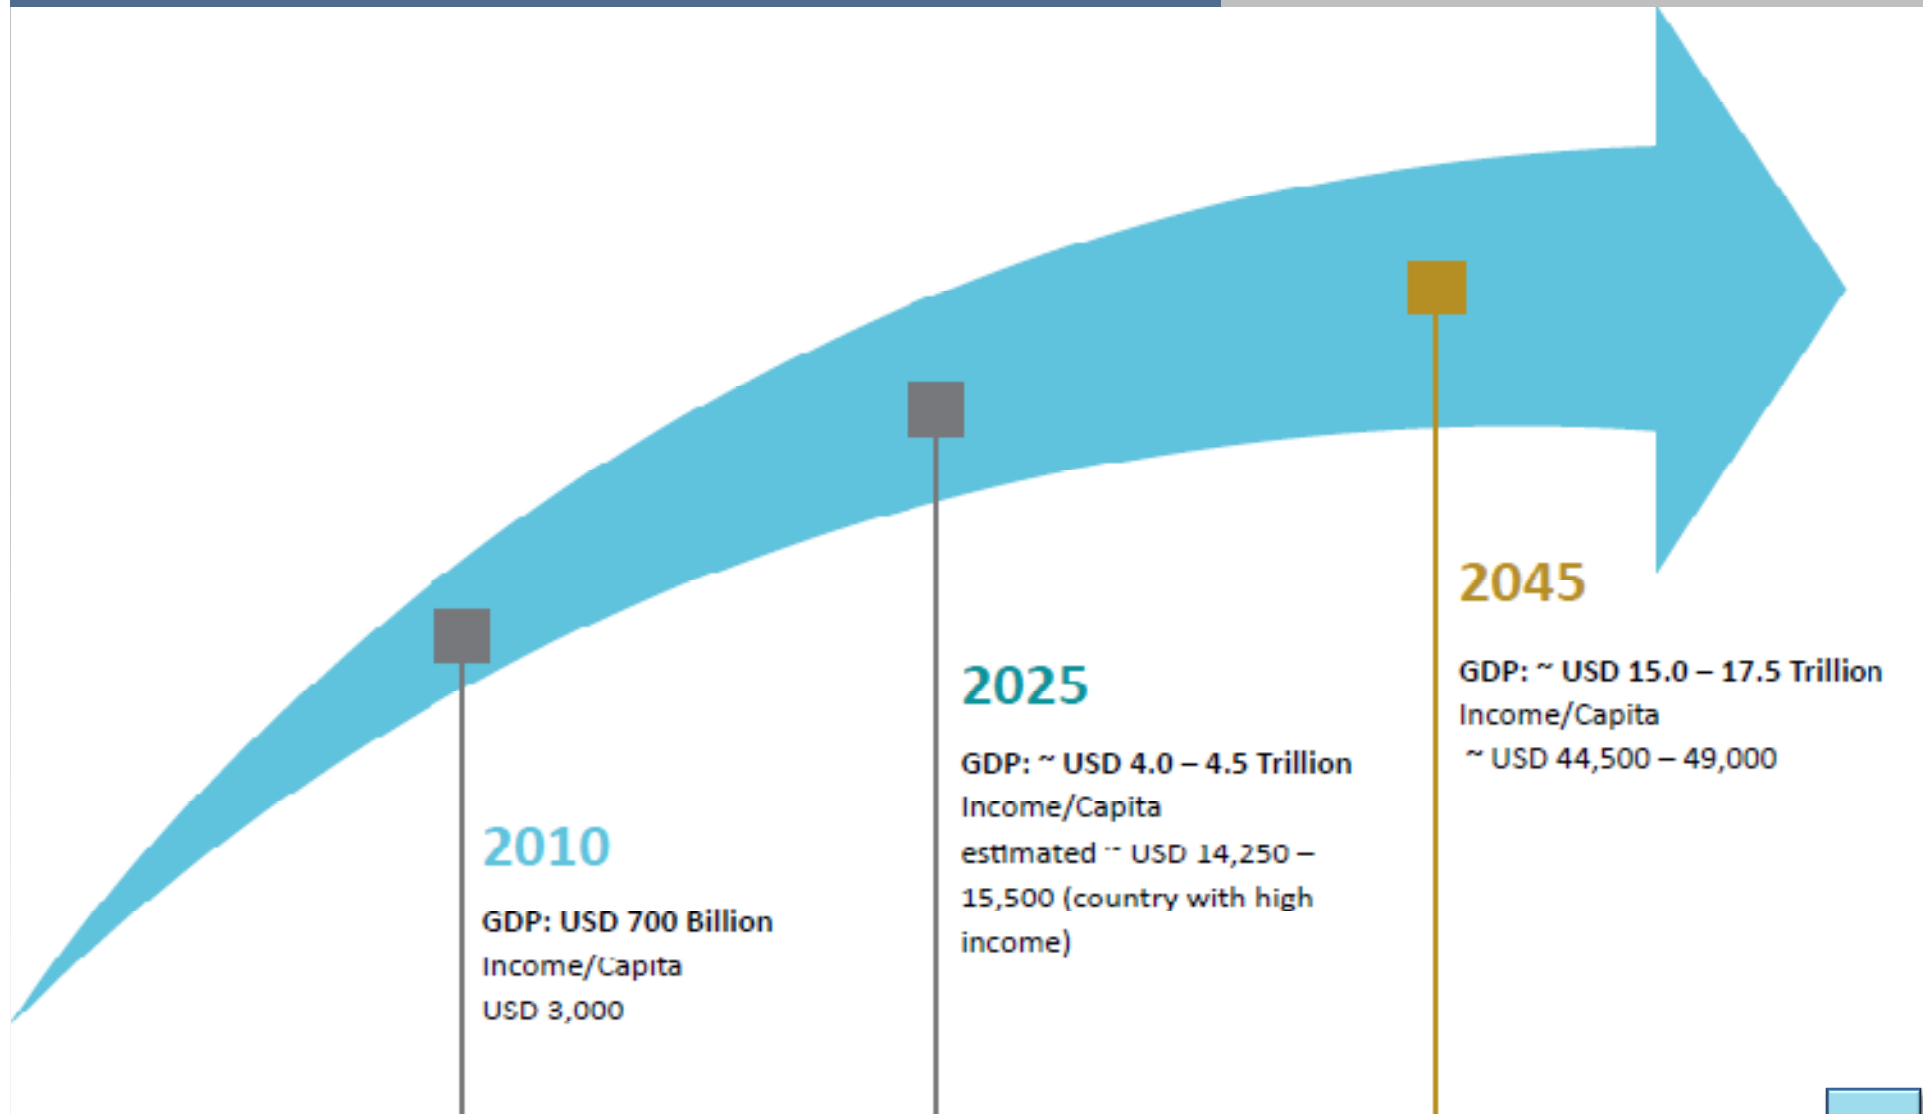 2010
GDP: USD 700 Billion
Income/Capita
USD 3,000
2025
GDP: ~ USD 4.0 – 4.5 Trillion
Income/Capita
estimated ~ USD 14,250 –
15,500 (country with high
income)
2045
GDP: ~ USD 15.0 – 17.5 Trillion
Income/Capita
~ USD 44,500 – 49,000